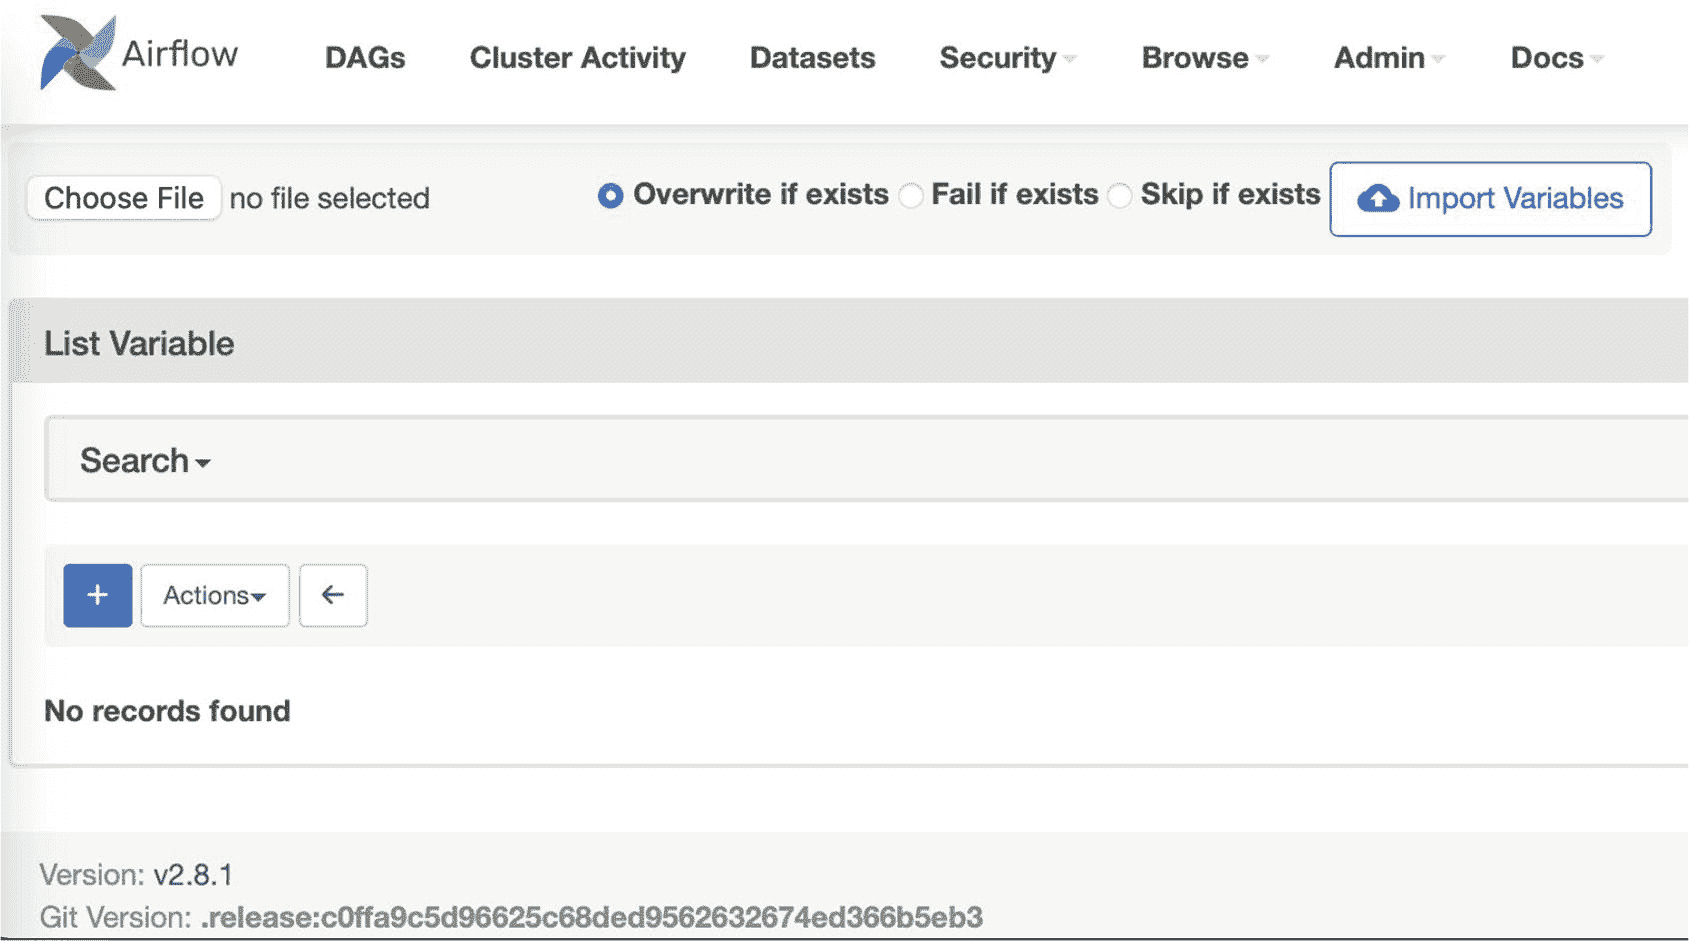 Airflow DAGs Cluster Activity Datasets Security Browse Admin Docs
Choose File no file selected Overwrite if exists Fail if exists Skip if exists Import Variables
List Variable
Search
+ Actions ←
No records found
Version: v2.8.1
Git Version: .release:c0ffa9c5d96625c68ded9562632674ed366b5eb3